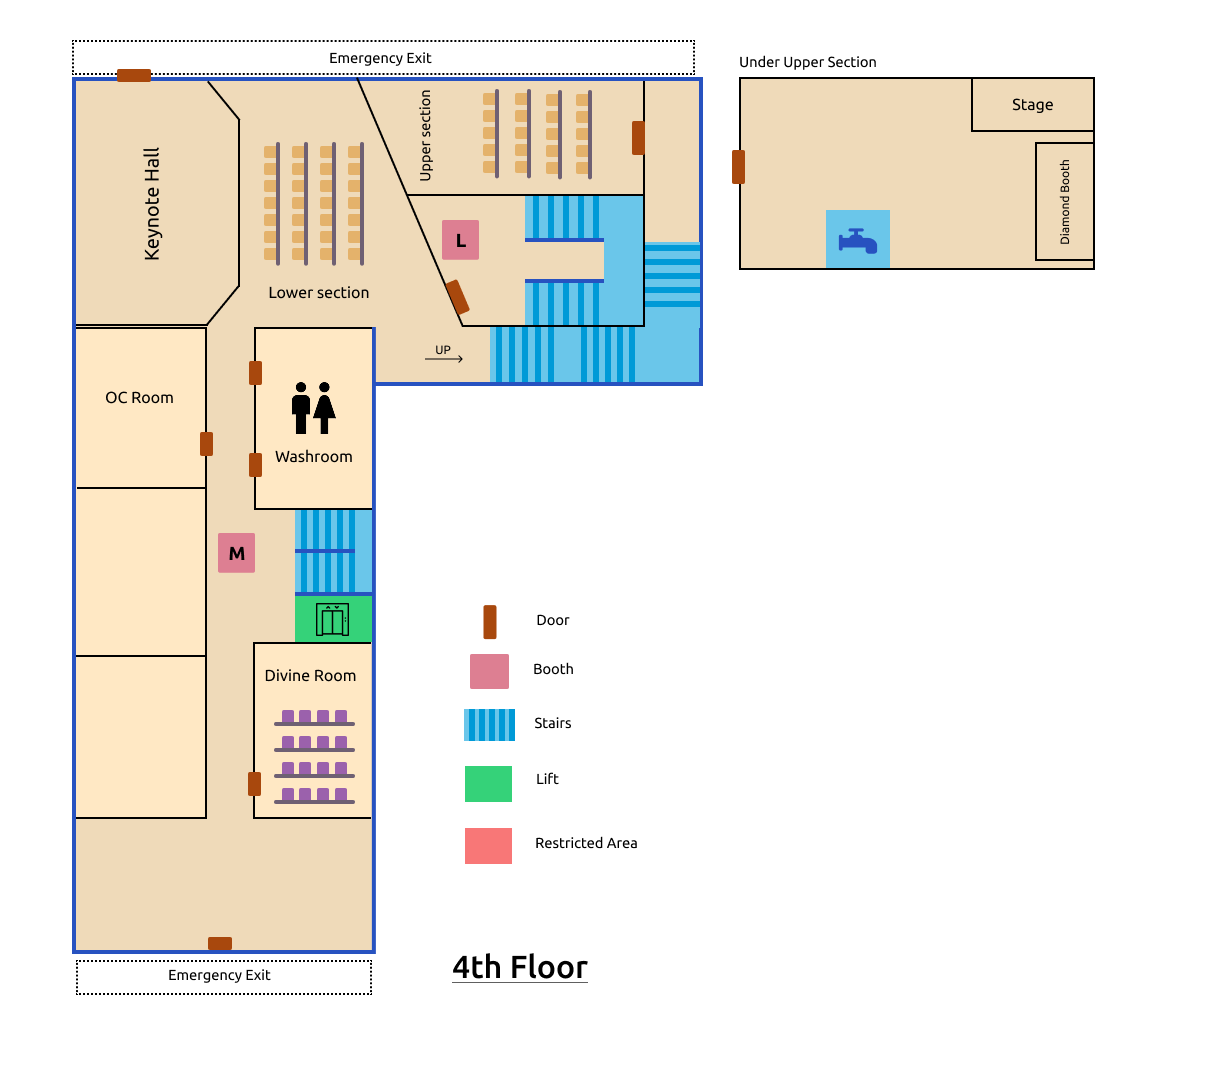 Emergency Exit
Under Upper Section
Keynote Hall
Upper section
Stage
Diamond Booth
L
Lower section
UP
OC Room
Washroom
M
Divine Room
Door
Booth
Stairs
Lift
Restricted Area
4th Floor
Emergency Exit